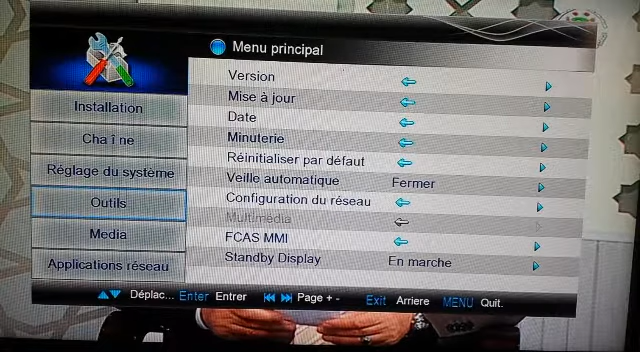 Menu principal
Installation
Chaîne
Réglage du système
Outils
Media
Applications réseau
Version
Mise à jour
Date
Minuterie
Réinitialiser par défaut
Veille automatique Fermer
Configuration du réseau
Multimédia
FCAS MMI
Standby Display En marche
Déplac... Enter Entrer Page + - Exit Arriere MENU Quit.